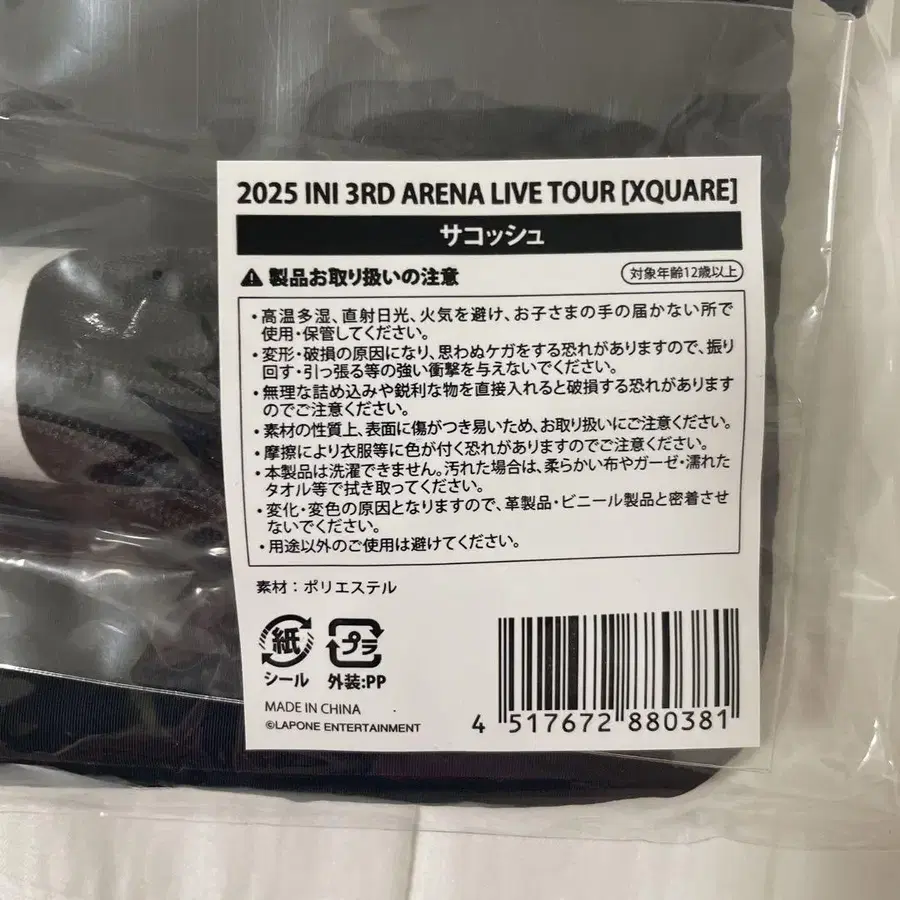 2025 INI 3RD ARENA LIVE TOUR [XQUARE]
サコッシュ
製品お取り扱いの注意
対象年齢12歳以上
・高温多湿、直射日光、火気を避け、お子さまの手の届かない所で
使用・保管してください。
・変形・破損の原因になり、思わぬケガをする恐れがありますので、振り
回す・引っ張る等の強い衝撃を与えないでください。
・無理な詰め込みや鋭利な物を直接入れると破損する恐れがあります
のでご注意ください。
・素材の性質上、表面に傷がつき易いため、お取り扱いにご注意ください。
・摩擦により衣服等に色が付く恐れがありますのでご注意ください。
・本製品は洗濯できません。汚れた場合は、柔らかい布やガーゼ・濡れた
タオル等で拭き取ってください。
・変化・変色の原因となりますので、革製品・ビニール製品と密着させ
ないでください。
・用途以外のご使用は避けてください。
素材：ポリエステル
紙 プラ
シール 外装:PP
MADE IN CHINA
©LAPONE ENTERTAINMENT
4 517672 880381